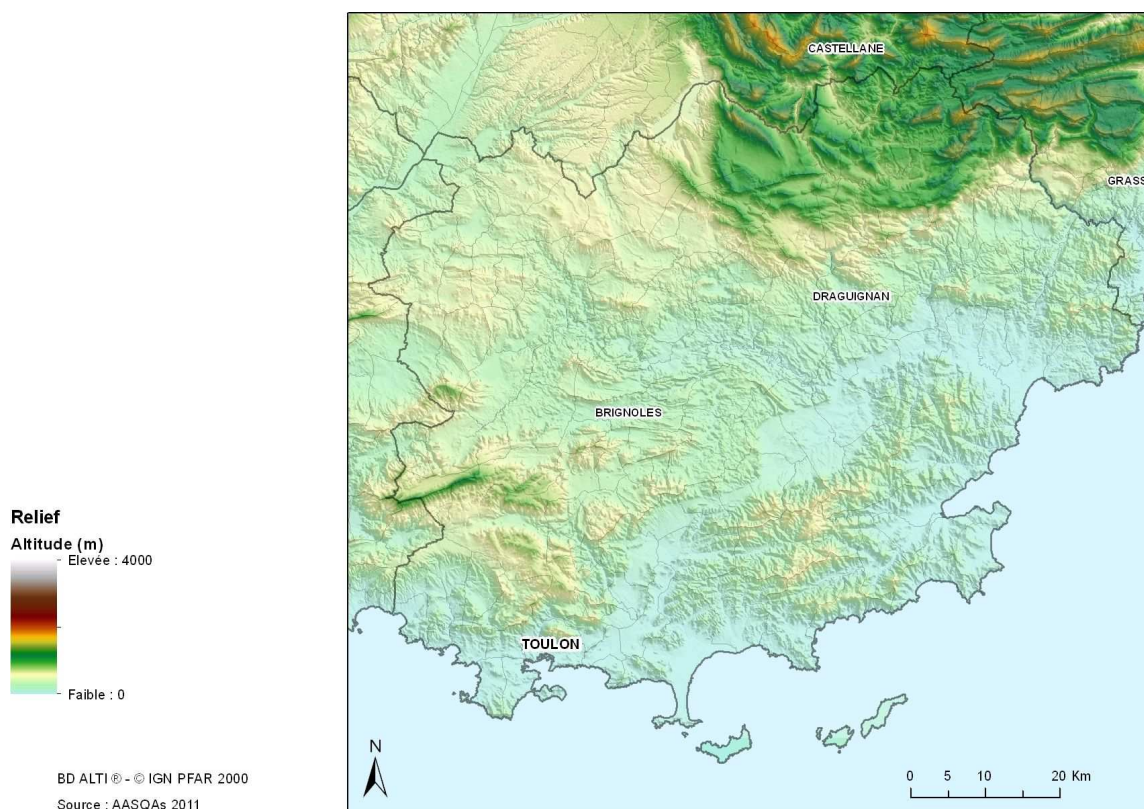 CASTELLANE
GRASS
DRAGUIGNAN
BRIGNOLES
TOULON
Relief
Altitude (m)
Elevée : 4000
Faible : 0
N
0 5 10 20 Km
BD ALTI ® - © IGN PFAR 2000
Source : AASQAs 2011